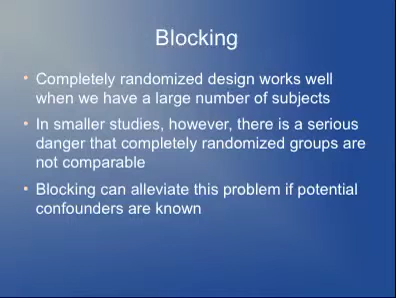 Blocking
• Completely randomized design works well
when we have a large number of subjects
• In smaller studies, however, there is a serious
danger that completely randomized groups are
not comparable
• Blocking can alleviate this problem if potential
confounders are known